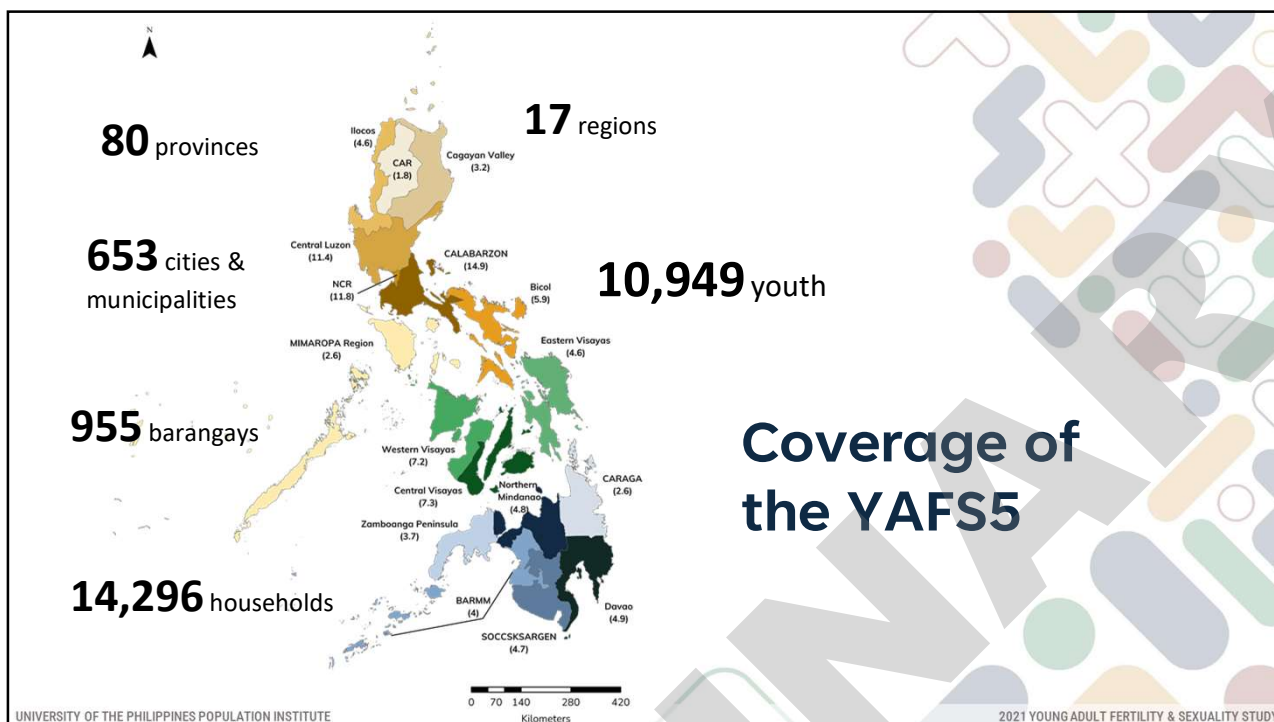 N
80 provinces
17 regions
Ilocos
(4.6)
CAR
(1.8)
Cagayan Valley
(3.2)
653 cities &
municipalities
Central Luzon
(11.4)
NCR
(11.8)
CALABARZON
(14.9)
Bicol
(5.9)
10,949 youth
MIMAROPA Region
(2.6)
Eastern Visayas
(4.6)
955 barangays
Western Visayas
(7.2)
Central Visayas
(7.3)
Northern
Mindanao
(4.8)
CARAGA
(2.6)
Zamboanga Peninsula
(3.7)
Coverage of
the YAFS5
14,296 households
BARMM
(4)
SOCCSKSARGEN
(4.7)
Davao
(4.9)
0 70 140 280 420
Kilometers
UNIVERSITY OF THE PHILIPPINES POPULATION INSTITUTE
2021 YOUNG ADULT FERTILITY & SEXUALITY STUDY